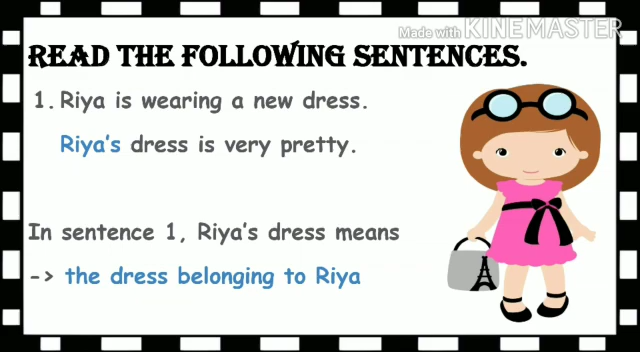 Made with KINEMASTER
READ THE FOLLOWING SENTENCES.
1. Riya is wearing a new dress.
Riya's dress is very pretty.
In sentence 1, Riya's dress means
-> the dress belonging to Riya